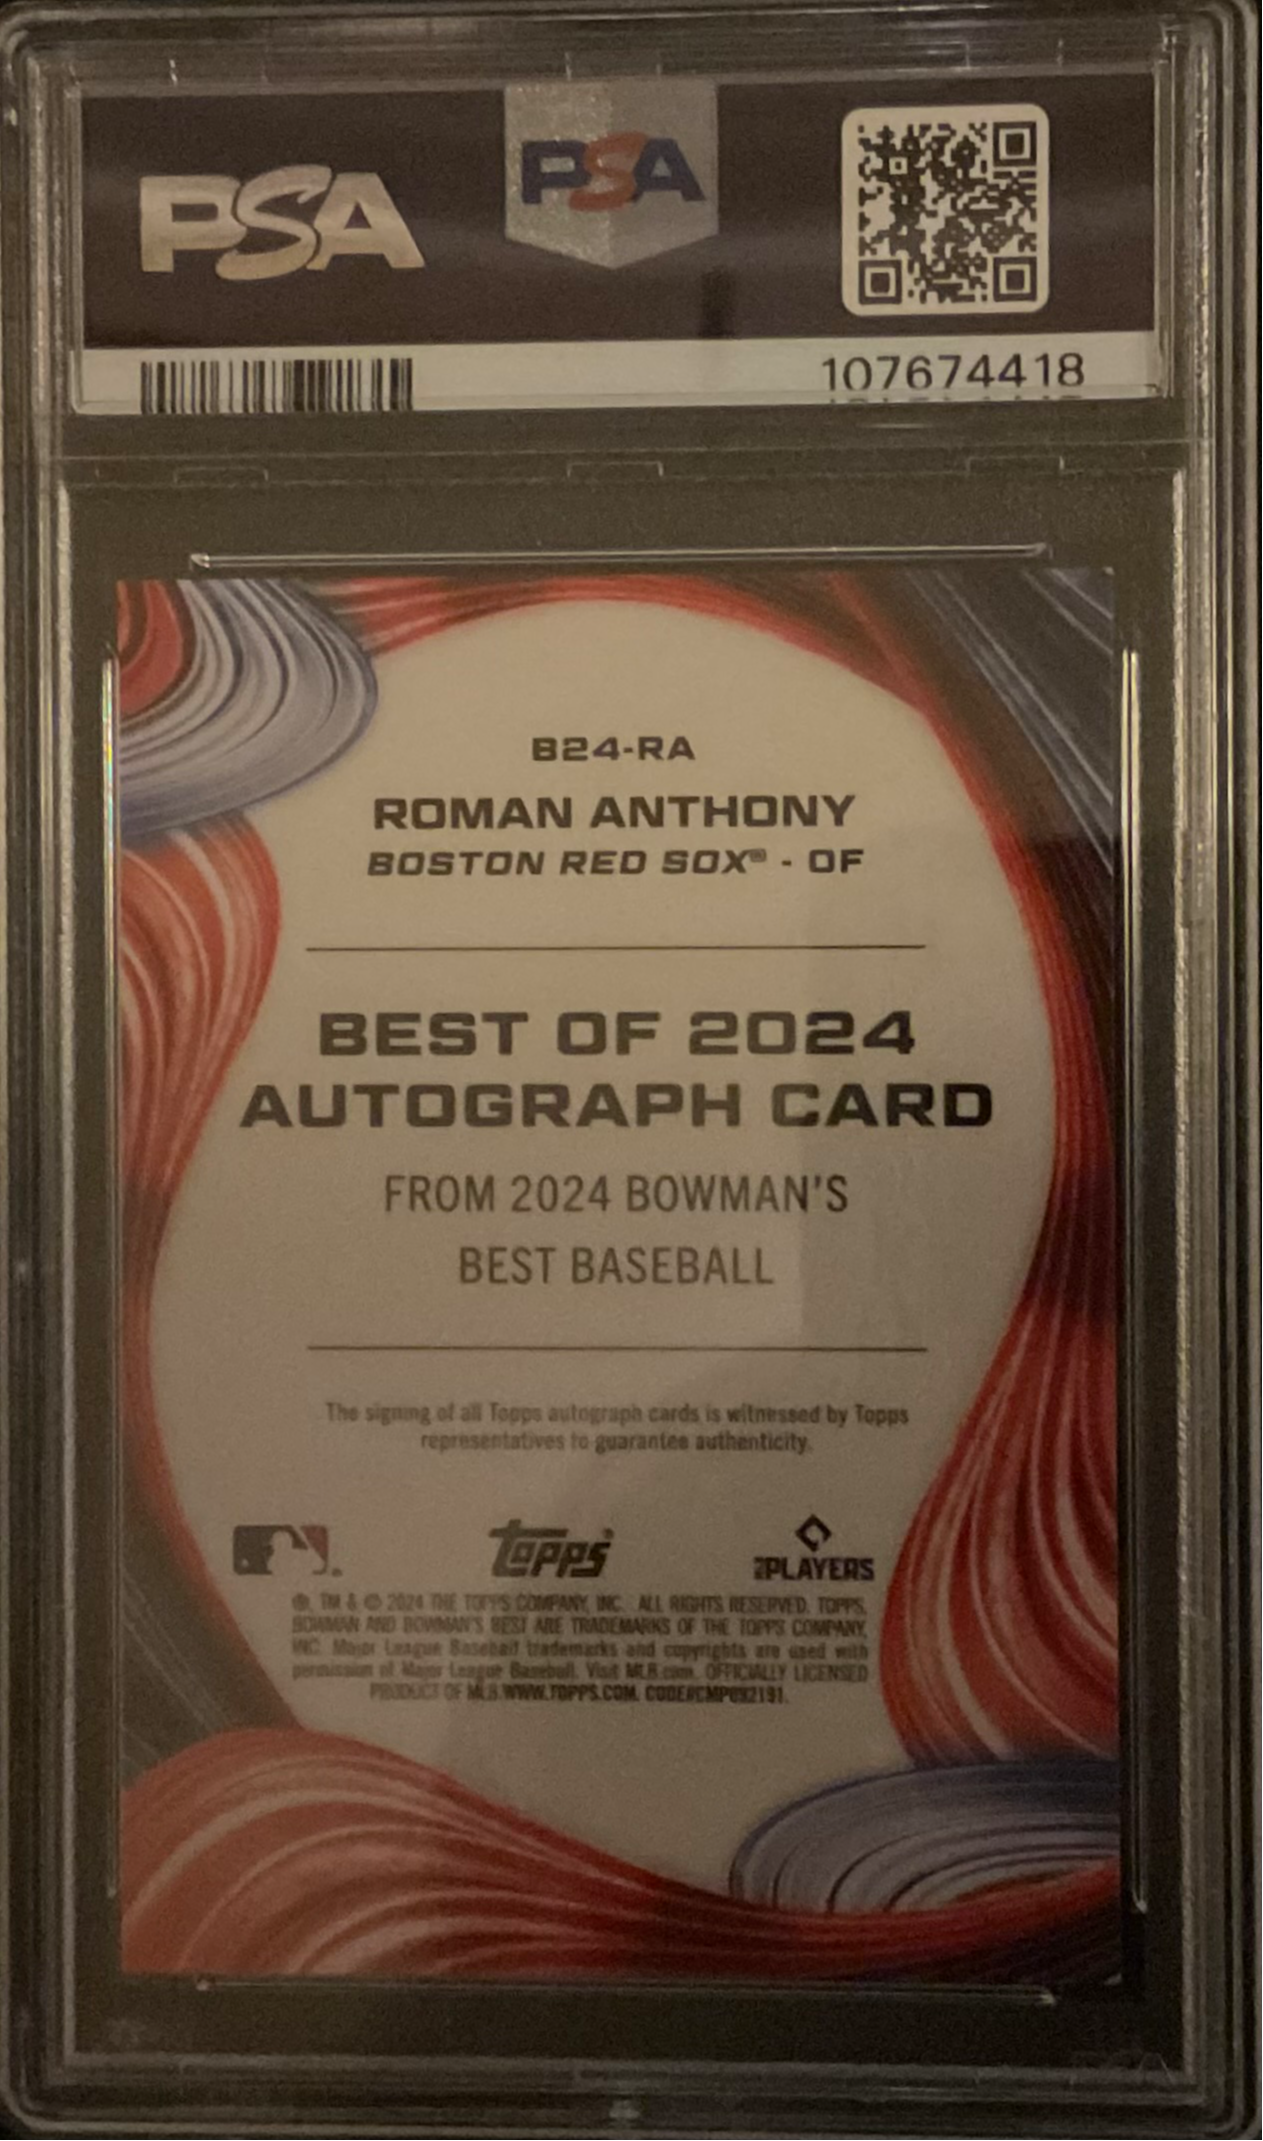 PSA
PSA
107674418
B24-RA
ROMAN ANTHONY
BOSTON RED SOX® - OF
BEST OF 2024
AUTOGRAPH CARD
FROM 2024 BOWMAN'S
BEST BASEBALL
The signing of all Topps autograph cards is witnessed by Topps
representatives to guarantee authenticity.
topps
PLAYERS
®, TM & © 2024 THE TOPPS COMPANY, INC. ALL RIGHTS RESERVED. TOPPS,
BOWMAN AND BOWMAN'S BEST ARE TRADEMARKS OF THE TOPPS COMPANY,
INC. Major League Baseball trademarks and copyrights are used with
permission of Major League Baseball. Visit MLB.com. OFFICIALLY LICENSED
PRODUCT OF MLB WWW.TOPPS.COM.